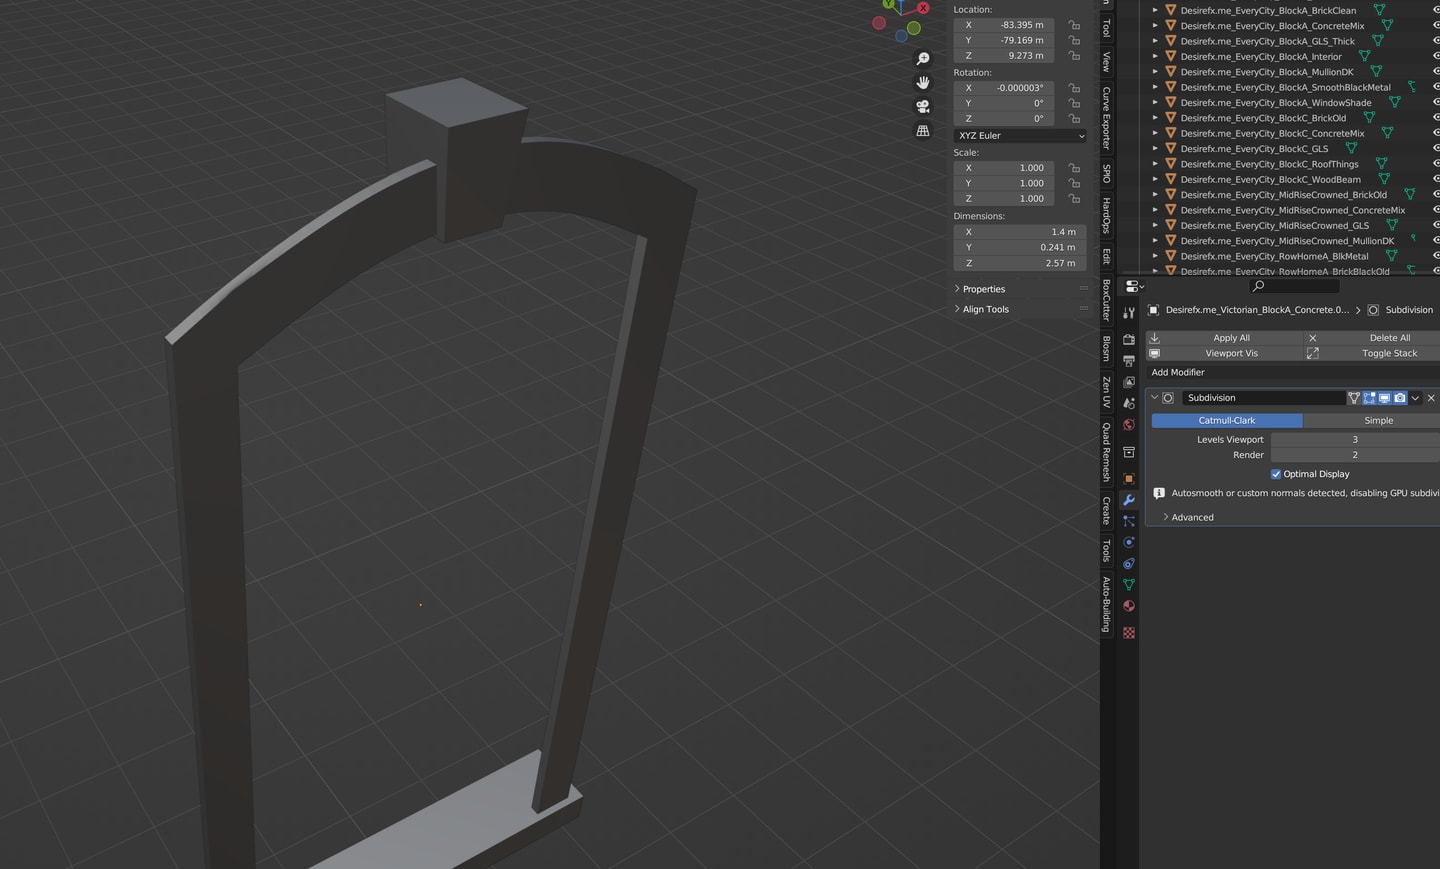 Location:
X -83.395 m
Y -79.169 m
Z 9.273 m
Rotation:
X -0.000003°
Y 0°
Z 0°
XYZ Euler
Scale:
X 1.000
Y 1.000
Z 1.000
Dimensions:
X 1.4 m
Y 0.241 m
Z 2.57 m
Properties
Align Tools
Y
X
Tool
View
Curve Exporter
SPIO
HardOps
Edit
BoxCutter
Blosm
Zen UV
Quad Remesh
Create
Tools
Auto-Building
Desirefx.me_EveryCity_BlockA_BrickClean
Desirefx.me_EveryCity_BlockA_ConcreteMix
Desirefx.me_EveryCity_BlockA_GLS_Thick
Desirefx.me_EveryCity_BlockA_Interior
Desirefx.me_EveryCity_BlockA_MullionDK
Desirefx.me_EveryCity_BlockA_SmoothBlackMetal
Desirefx.me_EveryCity_BlockA_WindowShade
Desirefx.me_EveryCity_BlockC_BrickOld
Desirefx.me_EveryCity_BlockC_ConcreteMix
Desirefx.me_EveryCity_BlockC_GLS
Desirefx.me_EveryCity_BlockC_RoofThings
Desirefx.me_EveryCity_BlockC_WoodBeam
Desirefx.me_EveryCity_MidRiseCrowned_BrickOld
Desirefx.me_EveryCity_MidRiseCrowned_ConcreteMix
Desirefx.me_EveryCity_MidRiseCrowned_GLS
Desirefx.me_EveryCity_MidRiseCrowned_MullionDK
Desirefx.me_EveryCity_RowHomeA_BlkMetal
Desirefx.me_EveryCity_RowHomeA_BrickBlackOld
Desirefx.me_Victorian_BlockA_Concrete.0... > Subdivision
Apply All Delete All
Viewport Vis Toggle Stack
Add Modifier
Subdivision
Catmull-Clark Simple
Levels Viewport 3
Render 2
Optimal Display
Autosmooth or custom normals detected, disabling GPU subdivi
Advanced